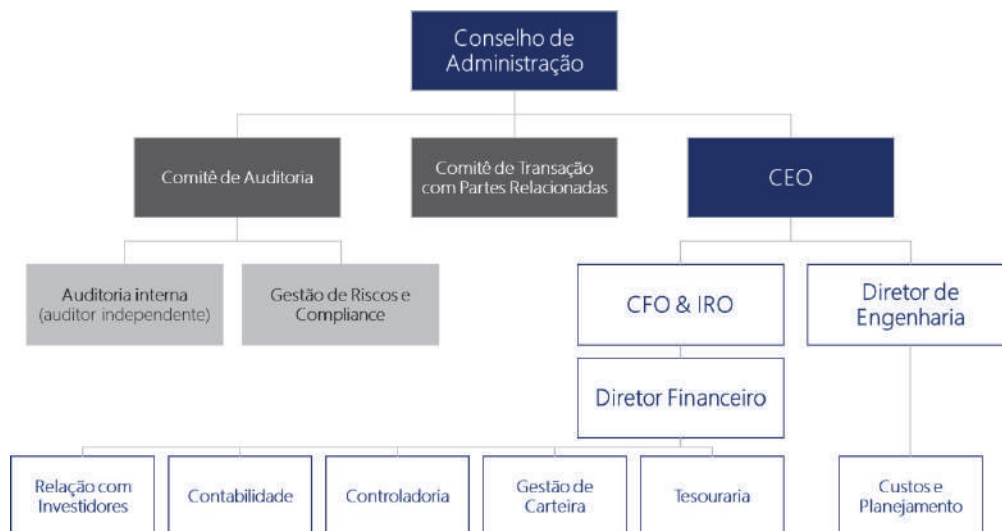 Conselho de
Administração
Comitê de Auditoria
Comitê de Transação
com Partes Relacionadas
CEO
Auditoria interna
(auditor independente)
Gestão de Riscos e
Compliance
CFO & IRO
Diretor de
Engenharia
Diretor Financeiro
Relação com
Investidores
Contabilidade
Controladoria
Gestão de
Carteira
Tesouraria
Custos e
Planejamento